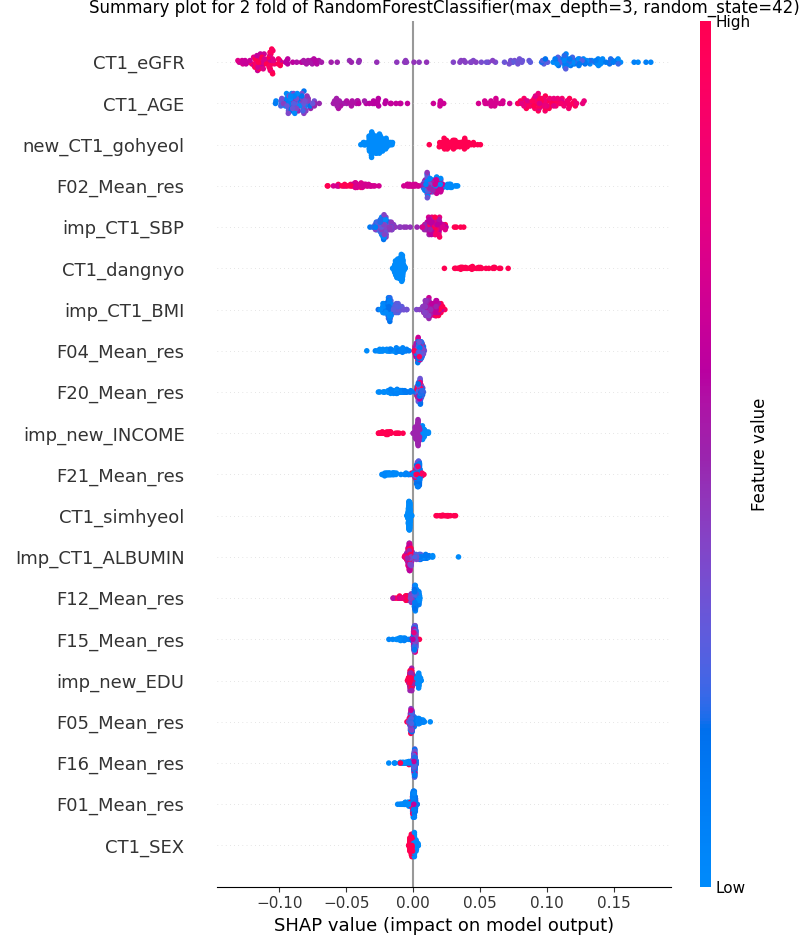 Summary plot for 2 fold of RandomForestClassifier(max_depth=3, random_state=42)
High
CT1_eGFR
CT1_AGE
new_CT1_gohyeol
F02_Mean_res
imp_CT1_SBP
CT1_dangnyo
imp_CT1_BMI
F04_Mean_res
F20_Mean_res
imp_new_INCOME
F21_Mean_res
CT1_simhyeol
Imp_CT1_ALBUMIN
F12_Mean_res
F15_Mean_res
imp_new_EDU
F05_Mean_res
F16_Mean_res
F01_Mean_res
CT1_SEX
Feature value
Low
−0.10 −0.05 0.00 0.05 0.10 0.15
SHAP value (impact on model output)